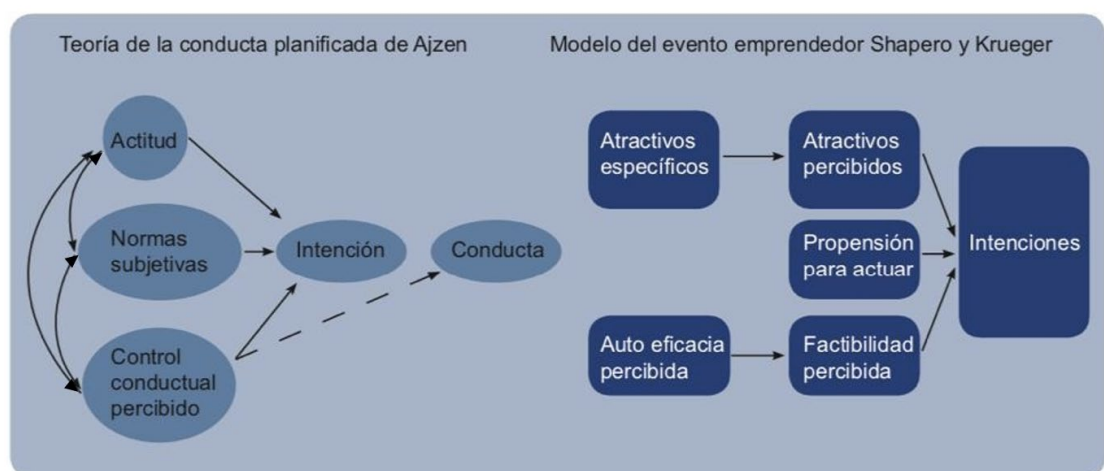 Teoría de la conducta planificada de Ajzen
Actitud
Normas
subjetivas
Control
conductual
percibido
Intención
Conducta
Modelo del evento emprendedor Shapero y Krueger
Atractivos
específicos
Atractivos
percibidos
Propensión
para actuar
Auto eficacia
percibida
Factibilidad
percibida
Intenciones